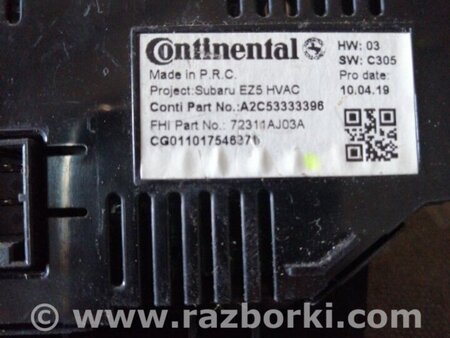 Continental
HW: 03
SW: C305
Made in P.R.C.
Pro date:
Project: Subaru EZ5 HVAC
10.04.19
Conti Part No.:A2C53333396
FHI Part No.: 72311AJ03A
CG011017546371
© www.razborki.com